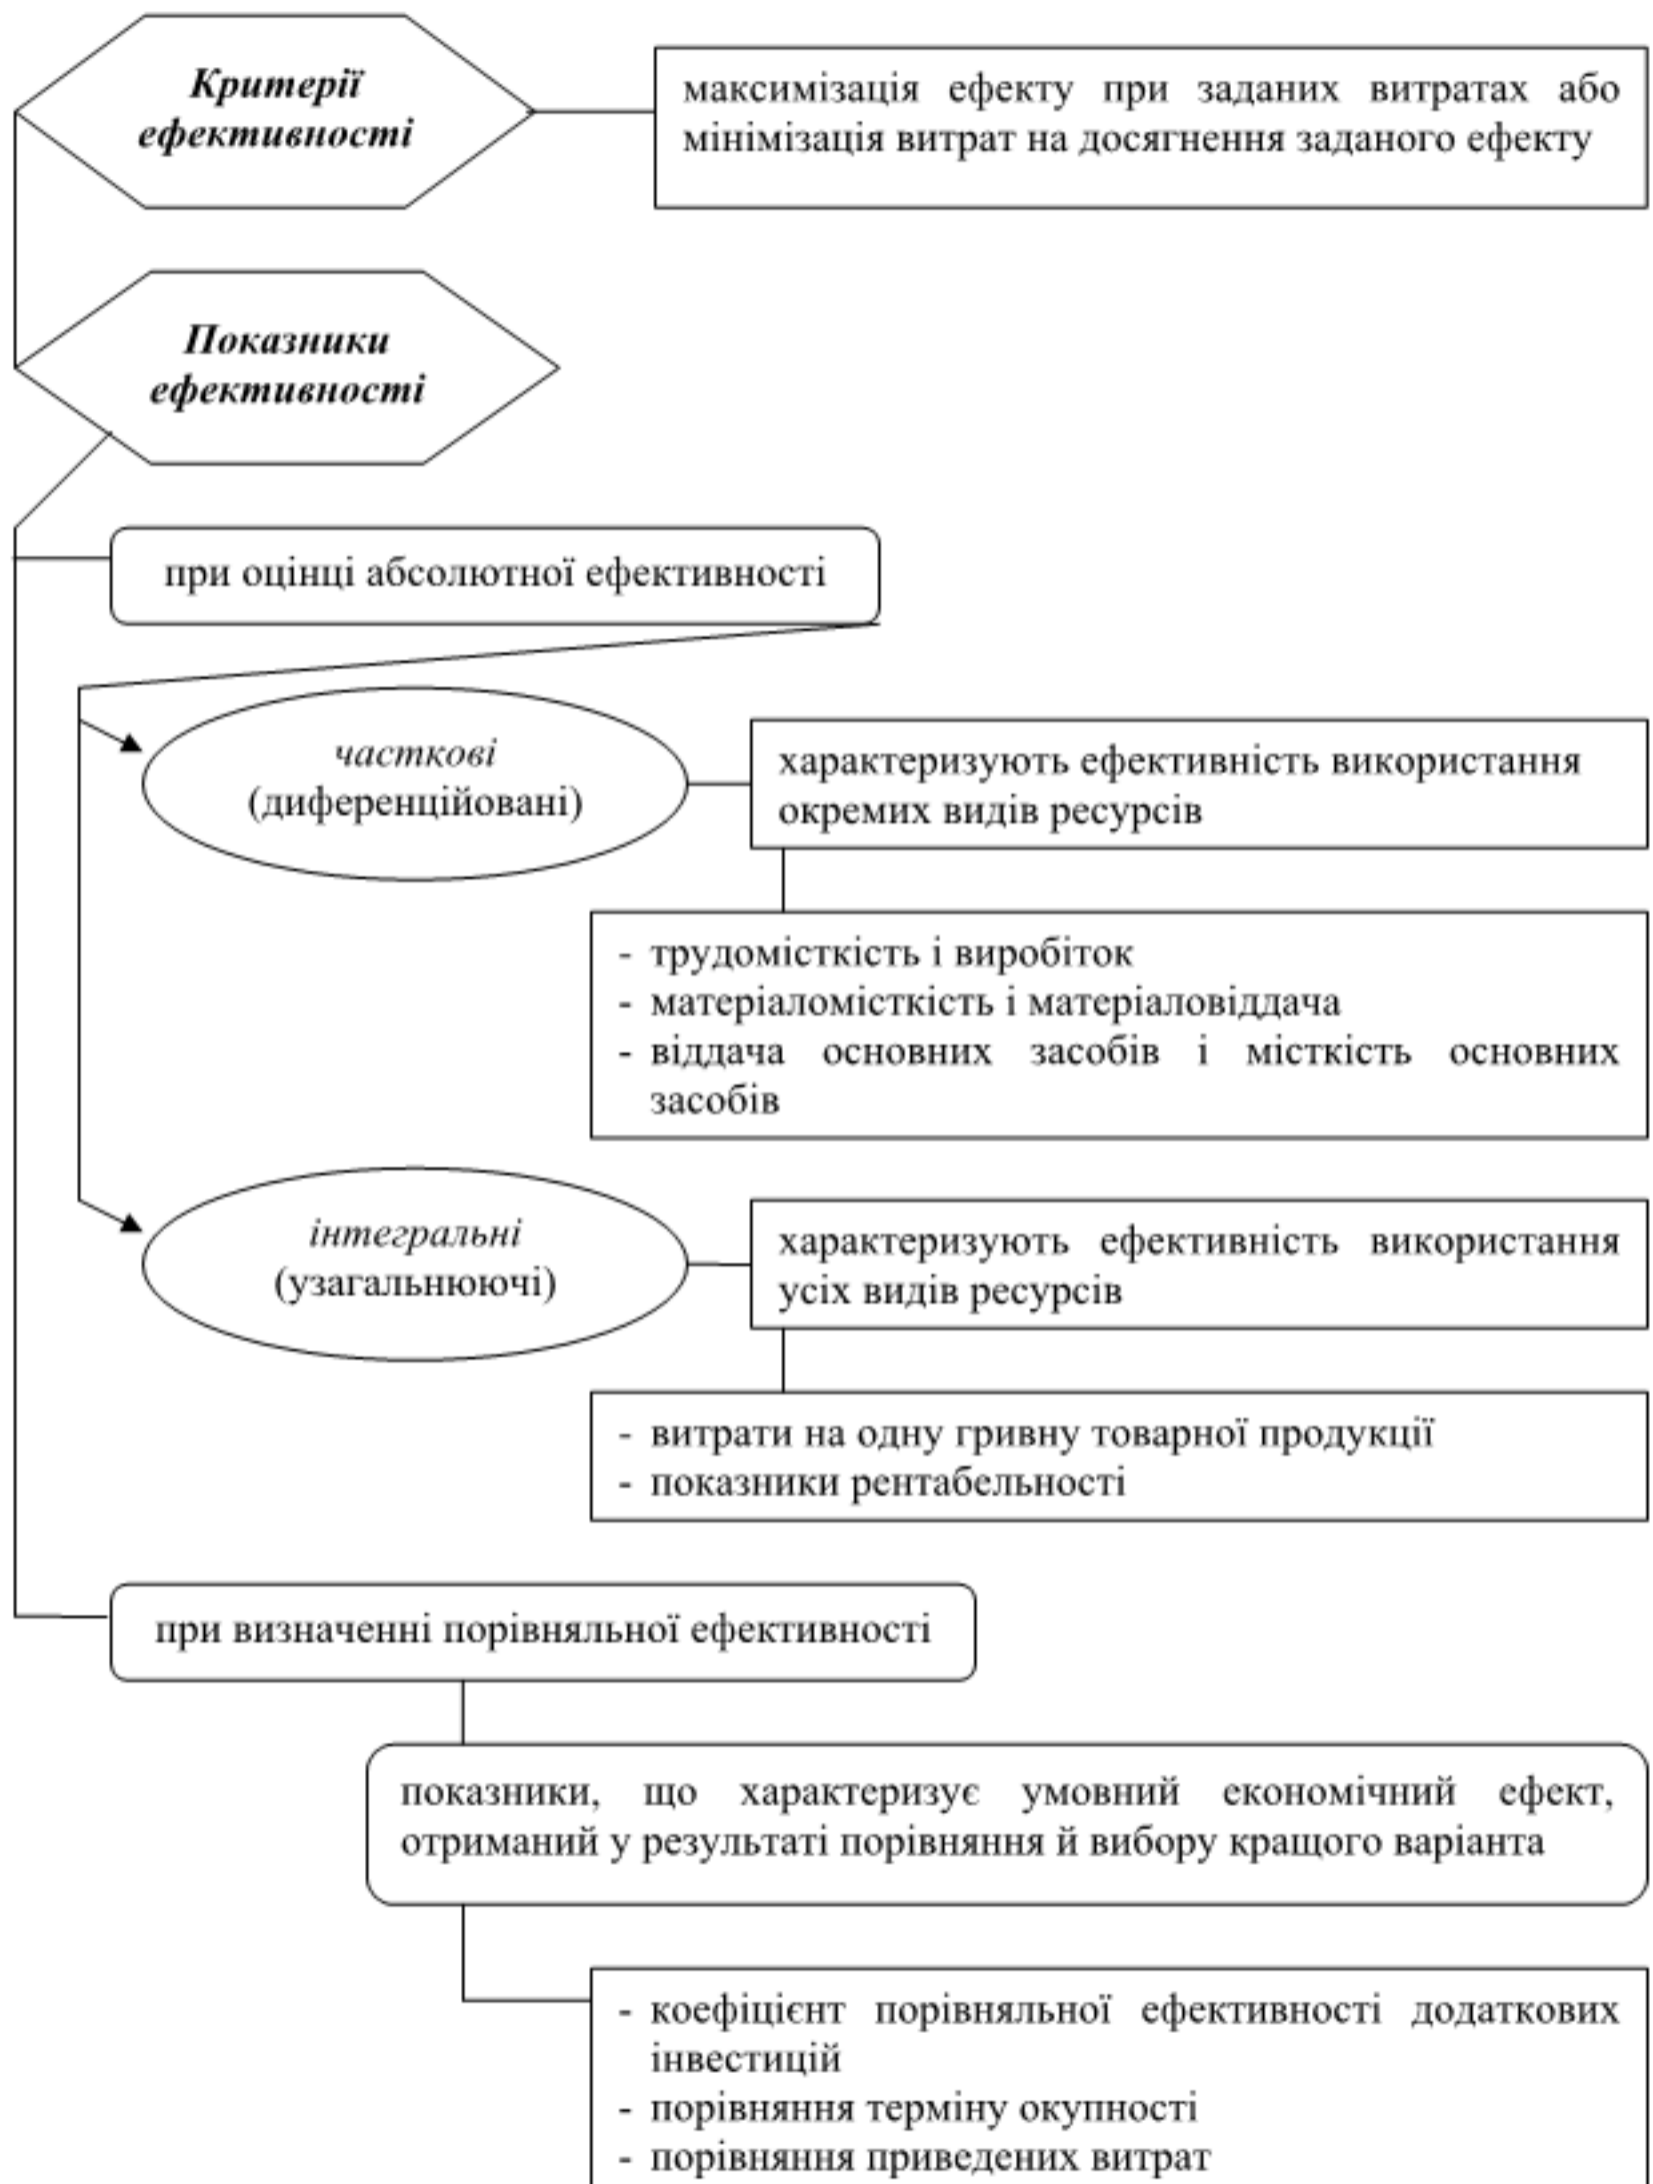 Критерії
ефективності
максимізація ефекту при заданих витратах або
мінімізація витрат на досягнення заданого ефекту
Показники
ефективності
при оцінці абсолютної ефективності
часткові
(диференційовані)
характеризують ефективність використання
окремих видів ресурсів
- трудомісткість і виробіток
- матеріаломісткість і матеріаловіддача
- віддача основних засобів і місткість основних
засобів
інтегральні
(узагальнюючі)
характеризують ефективність використання
усіх видів ресурсів
- витрати на одну гривну товарної продукції
- показники рентабельності
при визначенні порівняльної ефективності
показники, що характеризує умовний економічний ефект,
отриманий у результаті порівняння й вибору кращого варіанта
- коефіцієнт порівняльної ефективності додаткових
інвестицій
- порівняння терміну окупності
- порівняння приведених витрат